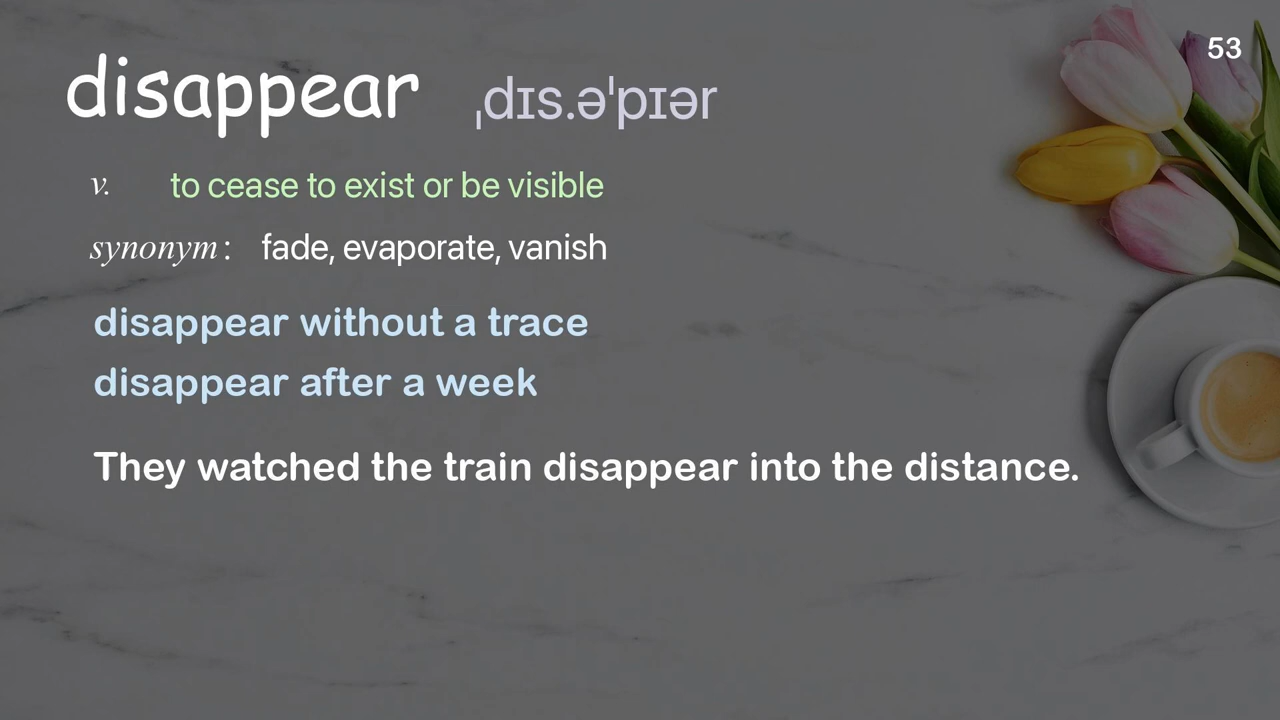 53
disappear ˌdɪs.əˈpɪər
v. to cease to exist or be visible
synonym: fade, evaporate, vanish
disappear without a trace
disappear after a week
They watched the train disappear into the distance.